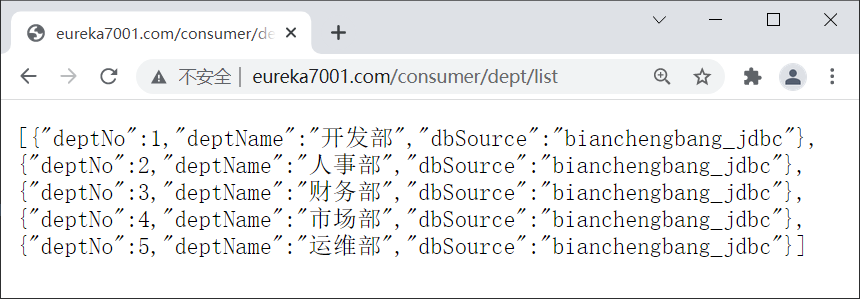 eureka7001.com/consumer/de
不安全 | eureka7001.com/consumer/dept/list
[{"deptNo":1,"deptName":"开发部","dbSource":"bianchengbang_jdbc"},
{"deptNo":2,"deptName":"人事部","dbSource":"bianchengbang_jdbc"},
{"deptNo":3,"deptName":"财务部","dbSource":"bianchengbang_jdbc"},
{"deptNo":4,"deptName":"市场部","dbSource":"bianchengbang_jdbc"},
{"deptNo":5,"deptName":"运维部","dbSource":"bianchengbang_jdbc"}]